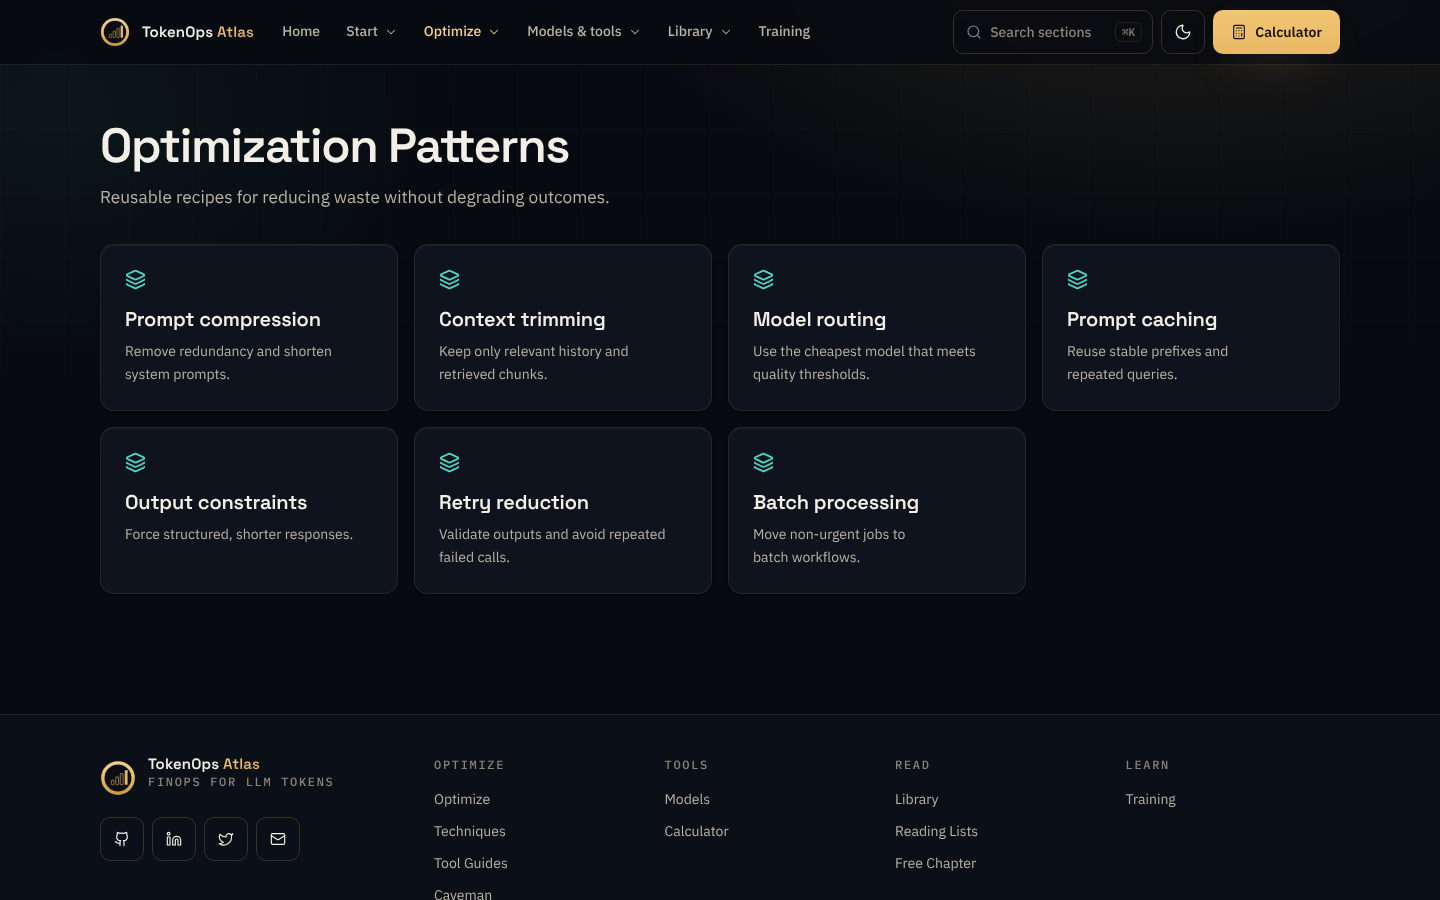 TokenOps Atlas
Home
Start
Optimize
Models & tools
Library
Training
Search sections
⌘K
Calculator
Optimization Patterns
Reusable recipes for reducing waste without degrading outcomes.
Prompt compression
Remove redundancy and shorten
system prompts.
Context trimming
Keep only relevant history and
retrieved chunks.
Model routing
Use the cheapest model that meets
quality thresholds.
Prompt caching
Reuse stable prefixes and
repeated queries.
Output constraints
Force structured, shorter responses.
Retry reduction
Validate outputs and avoid repeated
failed calls.
Batch processing
Move non-urgent jobs to
batch workflows.
TokenOps Atlas
FINOPS FOR LLM TOKENS
OPTIMIZE
Optimize
Techniques
Tool Guides
Caveman
TOOLS
Models
Calculator
READ
Library
Reading Lists
Free Chapter
LEARN
Training